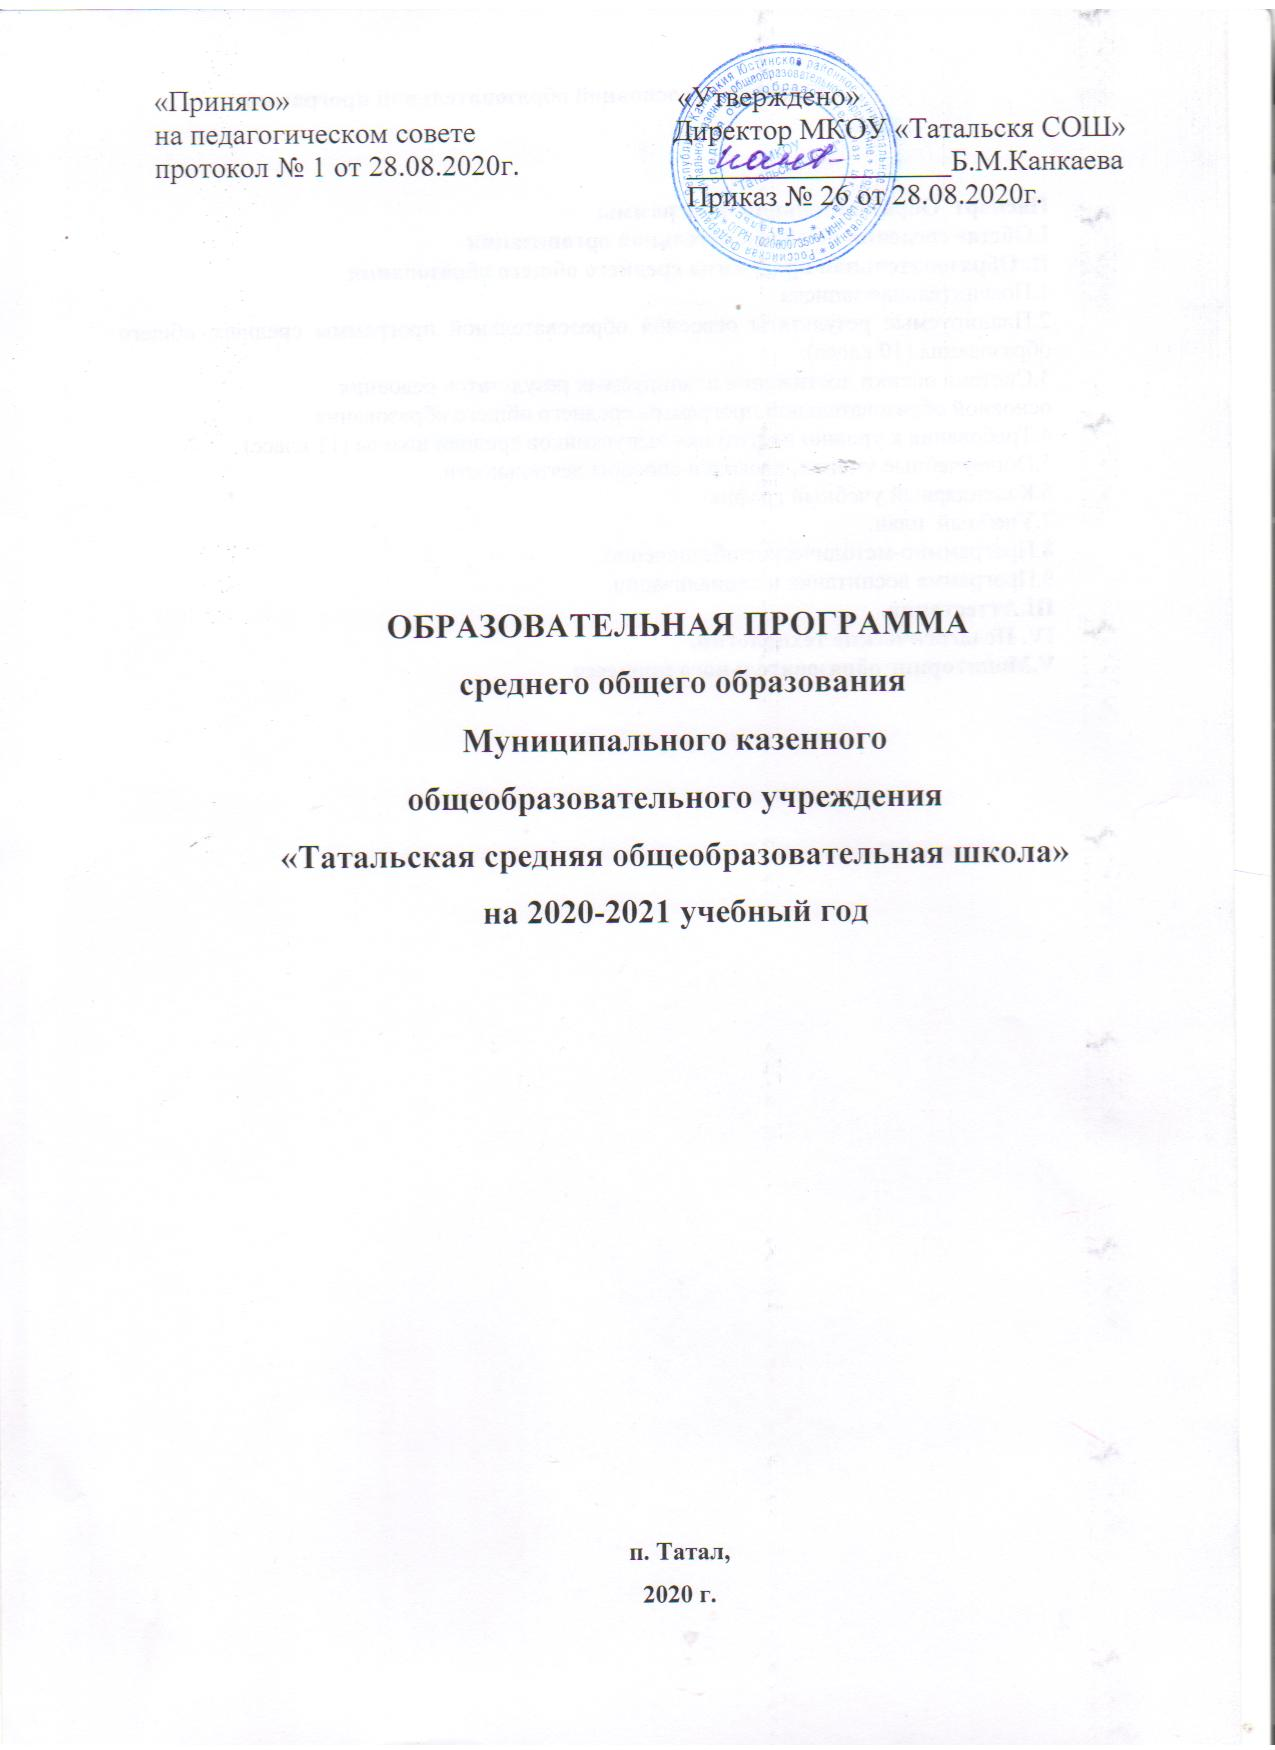 «Принято»
на педагогическом совете
протокол № 1 от 28.08.2020г.
«Утверждено»
Директор МКОУ «Татальскя СОШ»
Б.М.Канкаева
Приказ № 26 от 28.08.2020г.
ОБРАЗОВАТЕЛЬНАЯ ПРОГРАММА
среднего общего образования
Муниципального казенного
общеобразовательного учреждения
«Татальская средняя общеобразовательная школа»
на 2020-2021 учебный год
п. Татал,
2020 г.